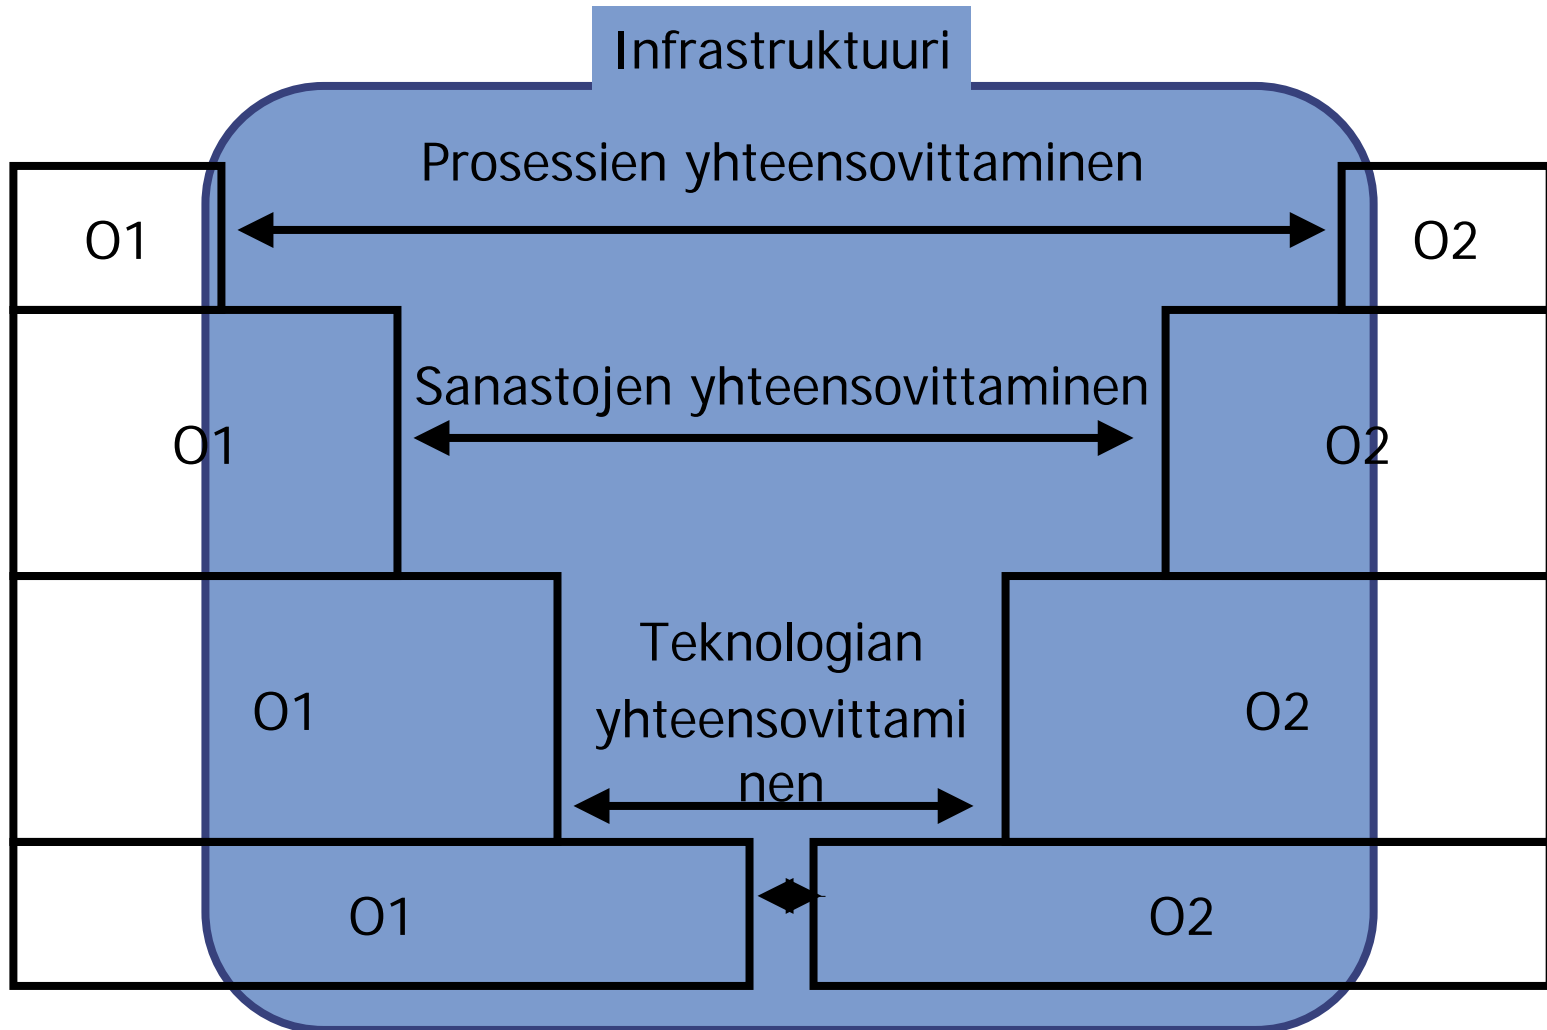 Infrastruktuuri
Prosessien yhteensovittaminen
O1
O2
Sanastojen yhteensovittaminen
O1
O2
Teknologian
yhteensovittami
nen
O1
O2
O1
O2